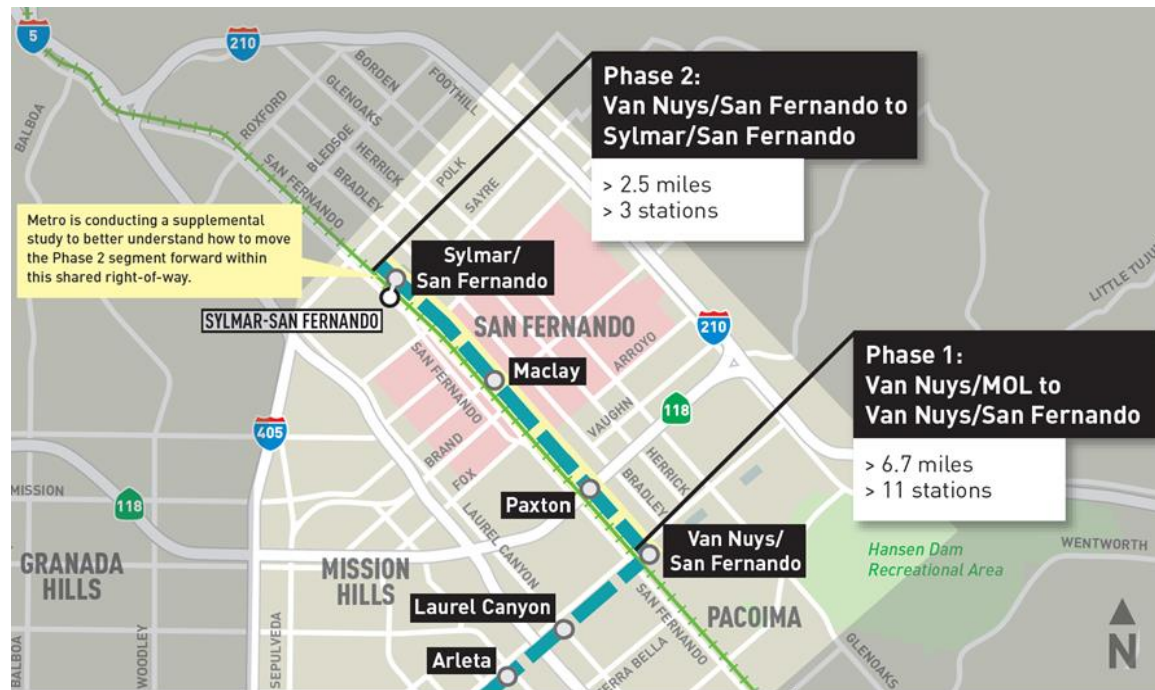 5
210
BORDEN
GLENOAKS
FOOTHILL
ROXFORD
BLEDSOE
HERRICK
BRADLEY
POLK
SAYRE
SAN FERNANDO
BALBOA
Phase 2:
Van Nuys/San Fernando to
Sylmar/San Fernando
> 2.5 miles
> 3 stations
Metro is conducting a supplemental
study to better understand how to move
the Phase 2 segment forward within
this shared right-of-way.
Sylmar/
San Fernando
SYLMAR-SAN FERNANDO
SAN FERNANDO
LITTLE TUJU
210
Phase 1:
Van Nuys/MOL to
Van Nuys/San Fernando
> 6.7 miles
> 11 stations
Maclay
ARROYO
SAN FERNANDO
VAUGHN
118
405
BRAND
FOX
HERRICK
BRADLEY
MISSION
118
Paxton
LAUREL CANYON
Van Nuys/
San Fernando
Hansen Dam
Recreational Area
WENTWORTH
GRANADA
HILLS
MISSION
HILLS
Laurel Canyon
SAN FERNANDO
PACOIMA
Arleta
GLENOAKS
BALBOA
WOODLEY
SEPULVEDA
ERRA BELLA
N